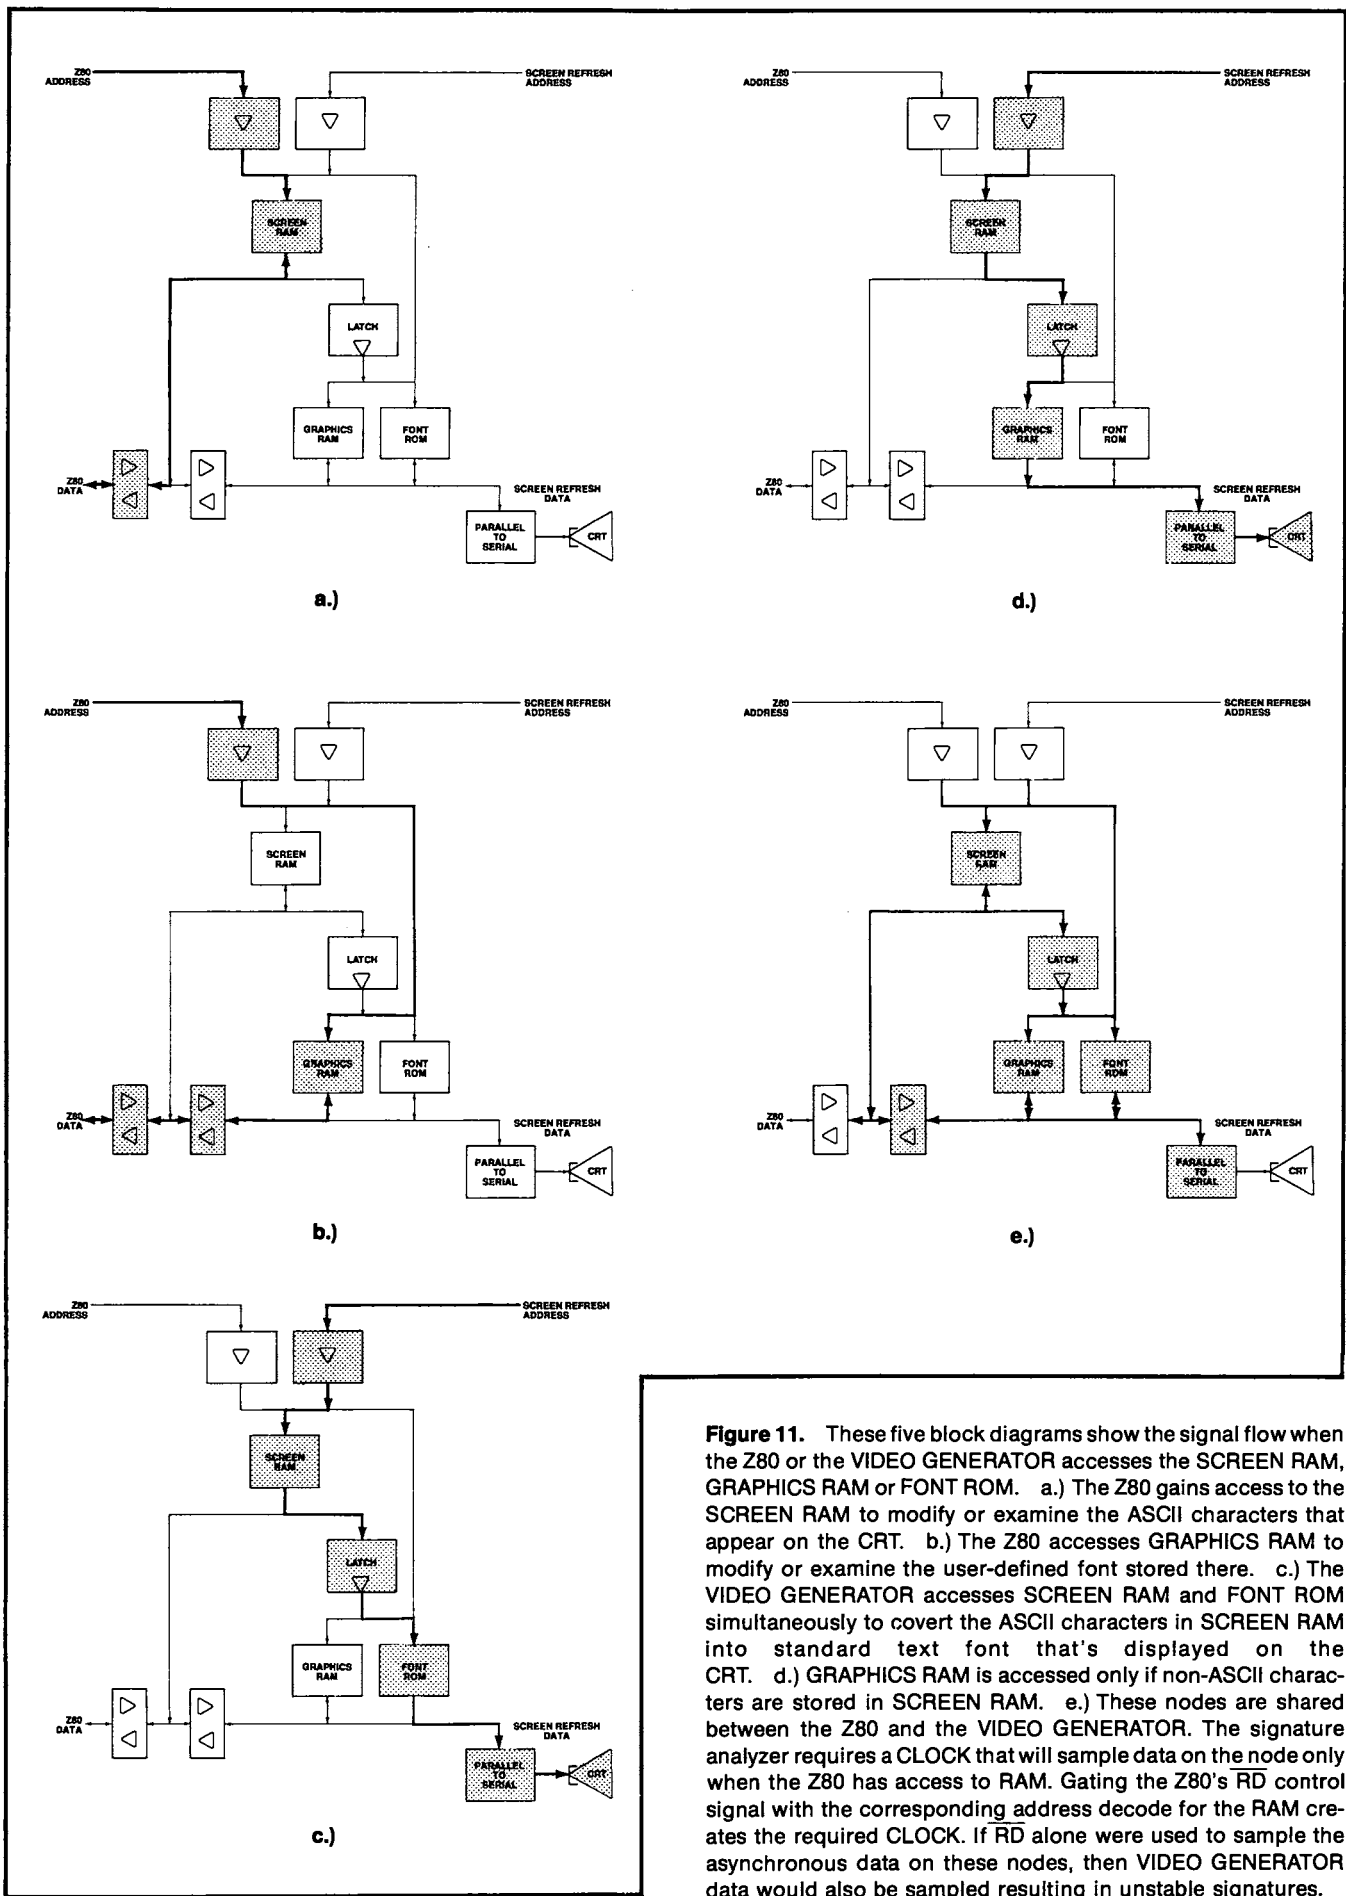 Z80
ADDRESS
SCREEN REFRESH
ADDRESS
SCREEN
RAM
LATCH
GRAPHICS
RAM
FONT
ROM
Z80
DATA
SCREEN REFRESH
DATA
PARALLEL
TO
SERIAL
CRT
a.)
Z80
ADDRESS
SCREEN REFRESH
ADDRESS
SCREEN
RAM
LATCH
GRAPHICS
RAM
FONT
ROM
Z80
DATA
SCREEN REFRESH
DATA
PARALLEL
TO
SERIAL
CRT
d.)
Z80
ADDRESS
SCREEN REFRESH
ADDRESS
SCREEN
RAM
LATCH
GRAPHICS
RAM
FONT
ROM
Z80
DATA
SCREEN REFRESH
DATA
PARALLEL
TO
SERIAL
CRT
b.)
Z80
ADDRESS
SCREEN REFRESH
ADDRESS
SCREEN
RAM
LATCH
GRAPHICS
RAM
FONT
ROM
Z80
DATA
SCREEN REFRESH
DATA
PARALLEL
TO
SERIAL
CRT
e.)
Z80
ADDRESS
SCREEN REFRESH
ADDRESS
SCREEN
RAM
LATCH
GRAPHICS
RAM
FONT
ROM
Z80
DATA
SCREEN REFRESH
DATA
PARALLEL
TO
SERIAL
CRT
c.)
Figure 11. These five block diagrams show the signal flow when
the Z80 or the VIDEO GENERATOR accesses the SCREEN RAM,
GRAPHICS RAM or FONT ROM. a.) The Z80 gains access to the
SCREEN RAM to modify or examine the ASCII characters that
appear on the CRT. b.) The Z80 accesses GRAPHICS RAM to
modify or examine the user-defined font stored there. c.) The
VIDEO GENERATOR accesses SCREEN RAM and FONT ROM
simultaneously to covert the ASCII characters in SCREEN RAM
into standard text font that's displayed on the
CRT. d.) GRAPHICS RAM is accessed only if non-ASCII charac-
ters are stored in SCREEN RAM. e.) These nodes are shared
between the Z80 and the VIDEO GENERATOR. The signature
analyzer requires a CLOCK that will sample data on the node only
when the Z80 has access to RAM. Gating the Z80's R̅D̅ control
signal with the corresponding address decode for the RAM cre-
ates the required CLOCK. If R̅D̅ alone were used to sample the
asynchronous data on these nodes, then VIDEO GENERATOR
data would also be sampled resulting in unstable signatures.